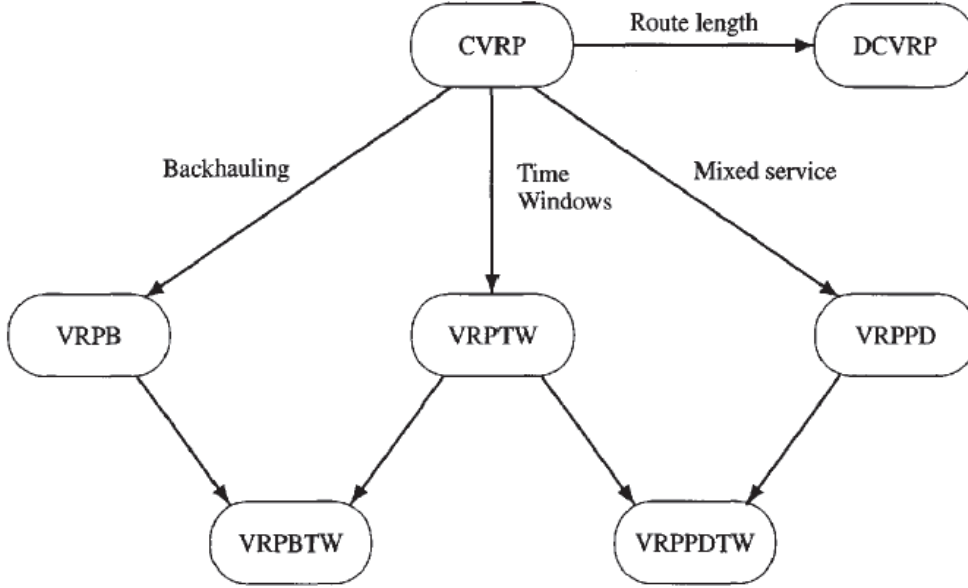 Route length
CVRP
DCVRP
Backhauling
Time
Windows
Mixed service
VRPB
VRPTW
VRPPD
VRPBTW
VRPPDTW